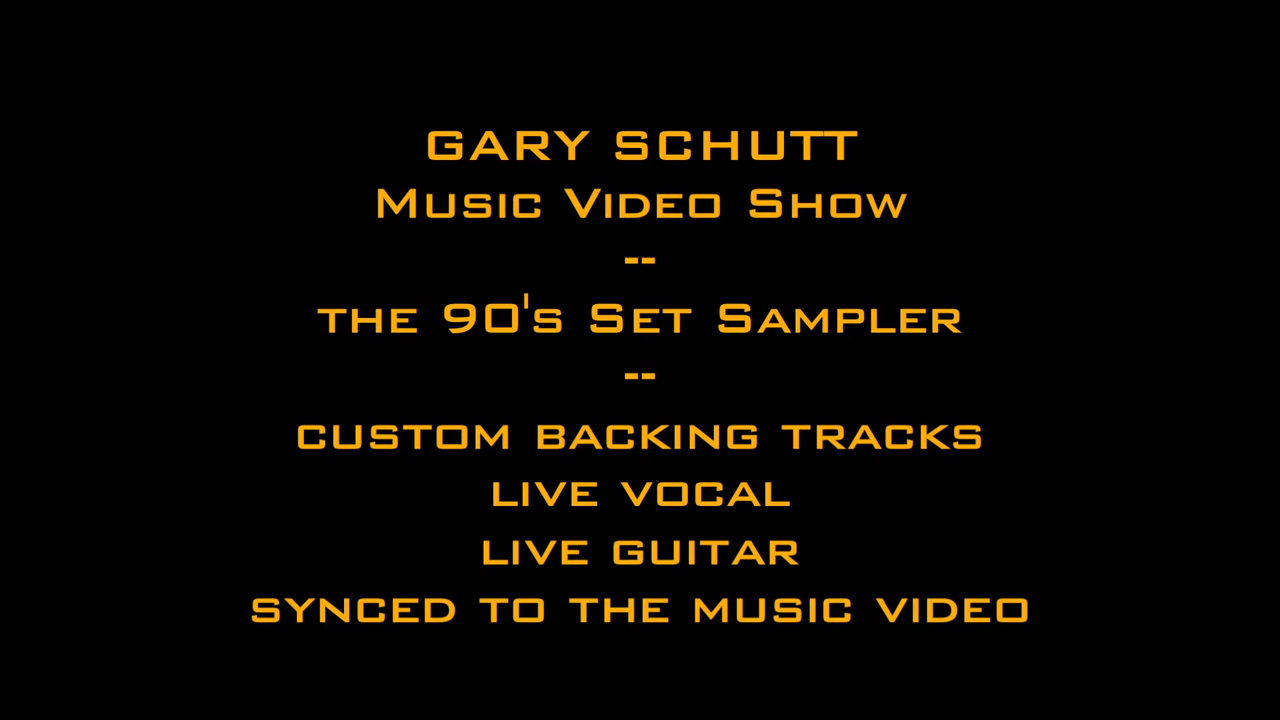 GARY SCHUTT
Music Video Show
--
THE 90's Set Sampler
--
CUSTOM BACKING TRACKS
LIVE VOCAL
LIVE GUITAR
SYNCED TO THE MUSIC VIDEO